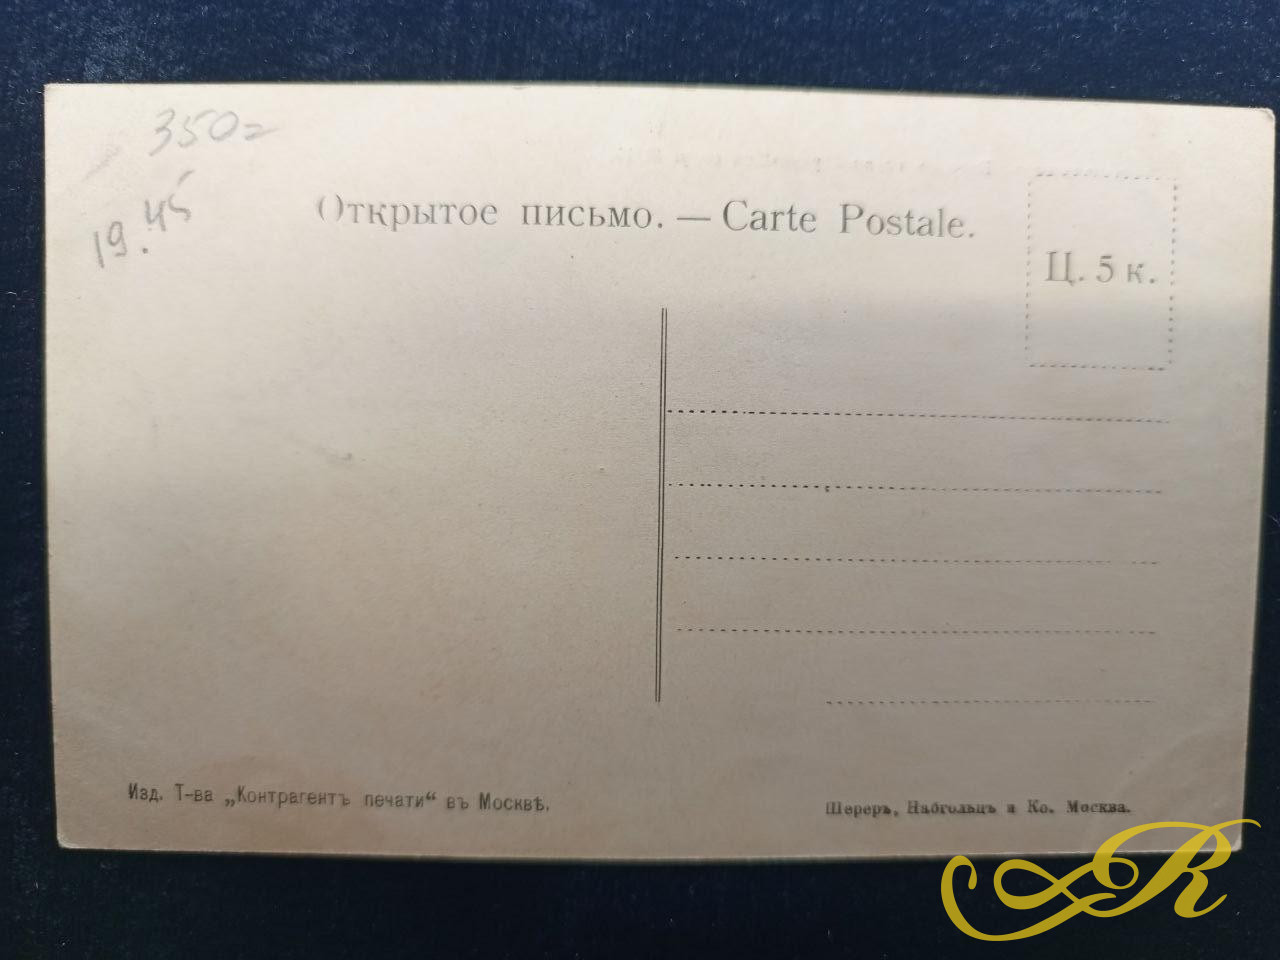 350=
19.45
Открытое письмо. — Carte Postale.
Ц. 5 к.
Изд. Т-ва „Контрагентъ печати“ въ Москвѣ.
Шереръ, Набгольцъ и Ко. Москва.
R